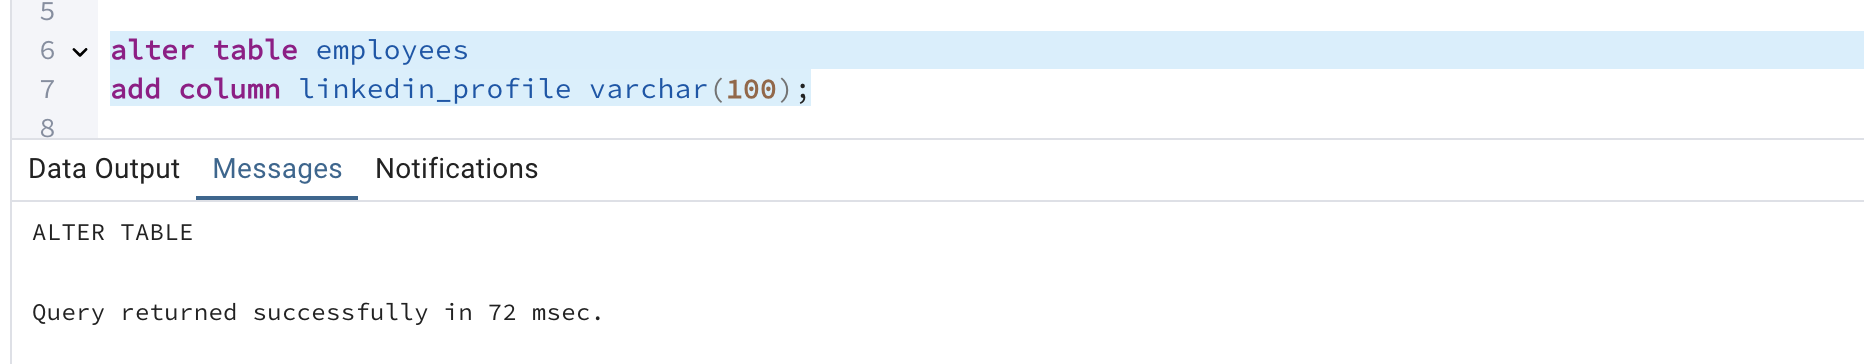 5
6 alter table employees
7 add column linkedin_profile varchar(100);
8
Data Output Messages Notifications
ALTER TABLE
Query returned successfully in 72 msec.